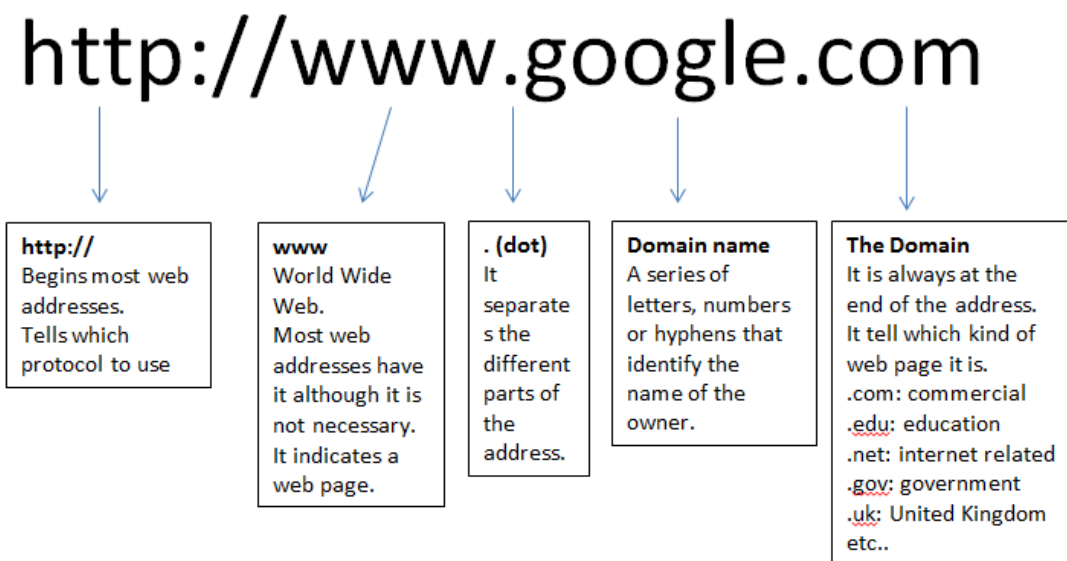 http://www.google.com
http://
Begins most web
addresses.
Tells which
protocol to use
www
World Wide
Web.
Most web
addresses have
it although it is
not necessary.
It indicates a
web page.
. (dot)
It
separate
s the
different
parts of
the
address.
Domain name
A series of
letters, numbers
or hyphens that
identify the
name of the
owner.
The Domain
It is always at the
end of the address.
It tell which kind of
web page it is.
.com: commercial
.edu: education
.net: internet related
.gov: government
.uk: United Kingdom
etc..